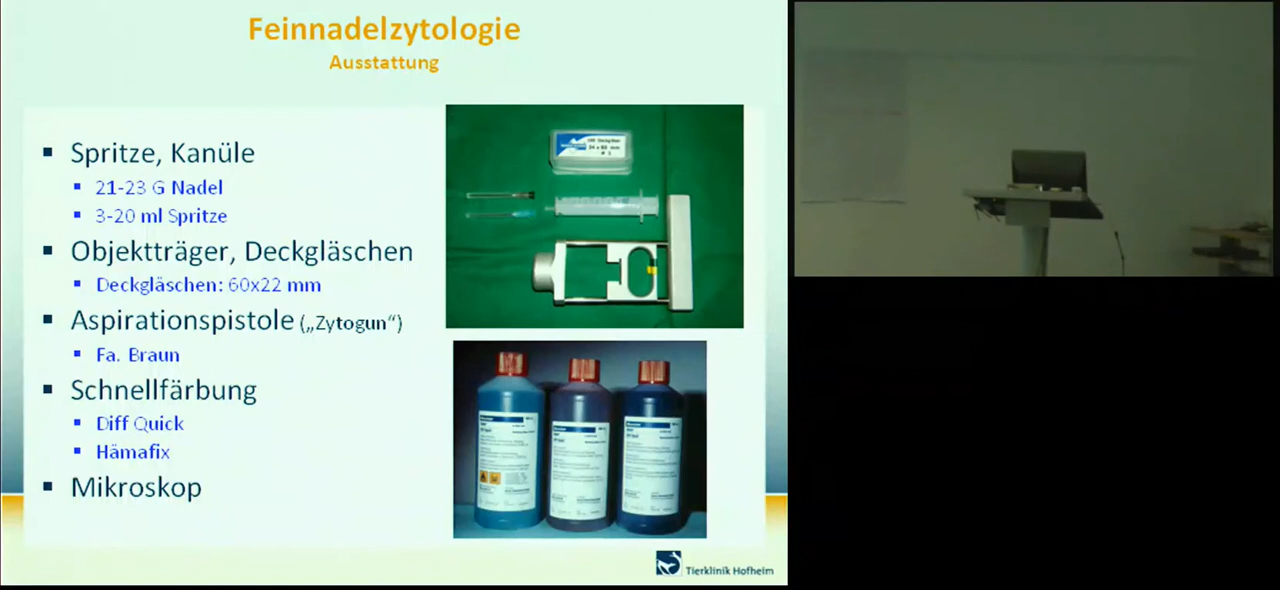 Feinnadelzytologie
Ausstattung
▪ Spritze, Kanüle
▪ 21-23 G Nadel
▪ 3-20 ml Spritze
▪ Objektträger, Deckgläschen
▪ Deckgläschen: 60x22 mm
▪ Aspirationspistole („Zytogun“)
▪ Fa. Braun
▪ Schnellfärbung
▪ Diff Quick
▪ Hämafix
▪ Mikroskop
Tierklinik Hofheim